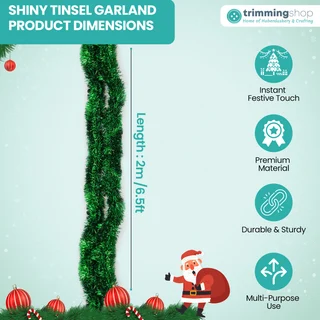 SHINY TINSEL GARLAND
PRODUCT DIMENSIONS
trimmingshop
Home of Haberdashery & Crafting
Length : 2m /6.5ft
Instant
Festive Touch
Premium
Material
Durable & Sturdy
Multi-Purpose
Use